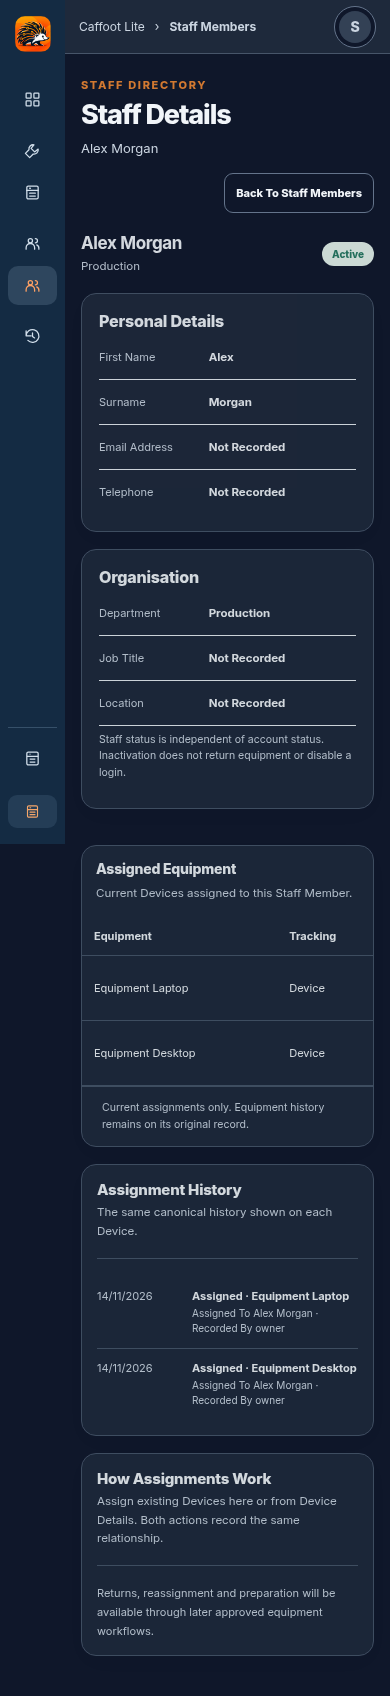 Caffoot Lite › Staff Members
S
STAFF DIRECTORY
Staff Details
Alex Morgan
Back To Staff Members
Alex Morgan
Production
Active
Personal Details
First Name Alex
Surname Morgan
Email Address Not Recorded
Telephone Not Recorded
Organisation
Department Production
Job Title Not Recorded
Location Not Recorded
Staff status is independent of account status.
Inactivation does not return equipment or disable a
login.
Assigned Equipment
Current Devices assigned to this Staff Member.
Equipment Tracking
Equipment Laptop Device
Equipment Desktop Device
Current assignments only. Equipment history
remains on its original record.
Assignment History
The same canonical history shown on each
Device.
14/11/2026 Assigned · Equipment Laptop
Assigned To Alex Morgan ·
Recorded By owner
14/11/2026 Assigned · Equipment Desktop
Assigned To Alex Morgan ·
Recorded By owner
How Assignments Work
Assign existing Devices here or from Device
Details. Both actions record the same
relationship.
Returns, reassignment and preparation will be
available through later approved equipment
workflows.